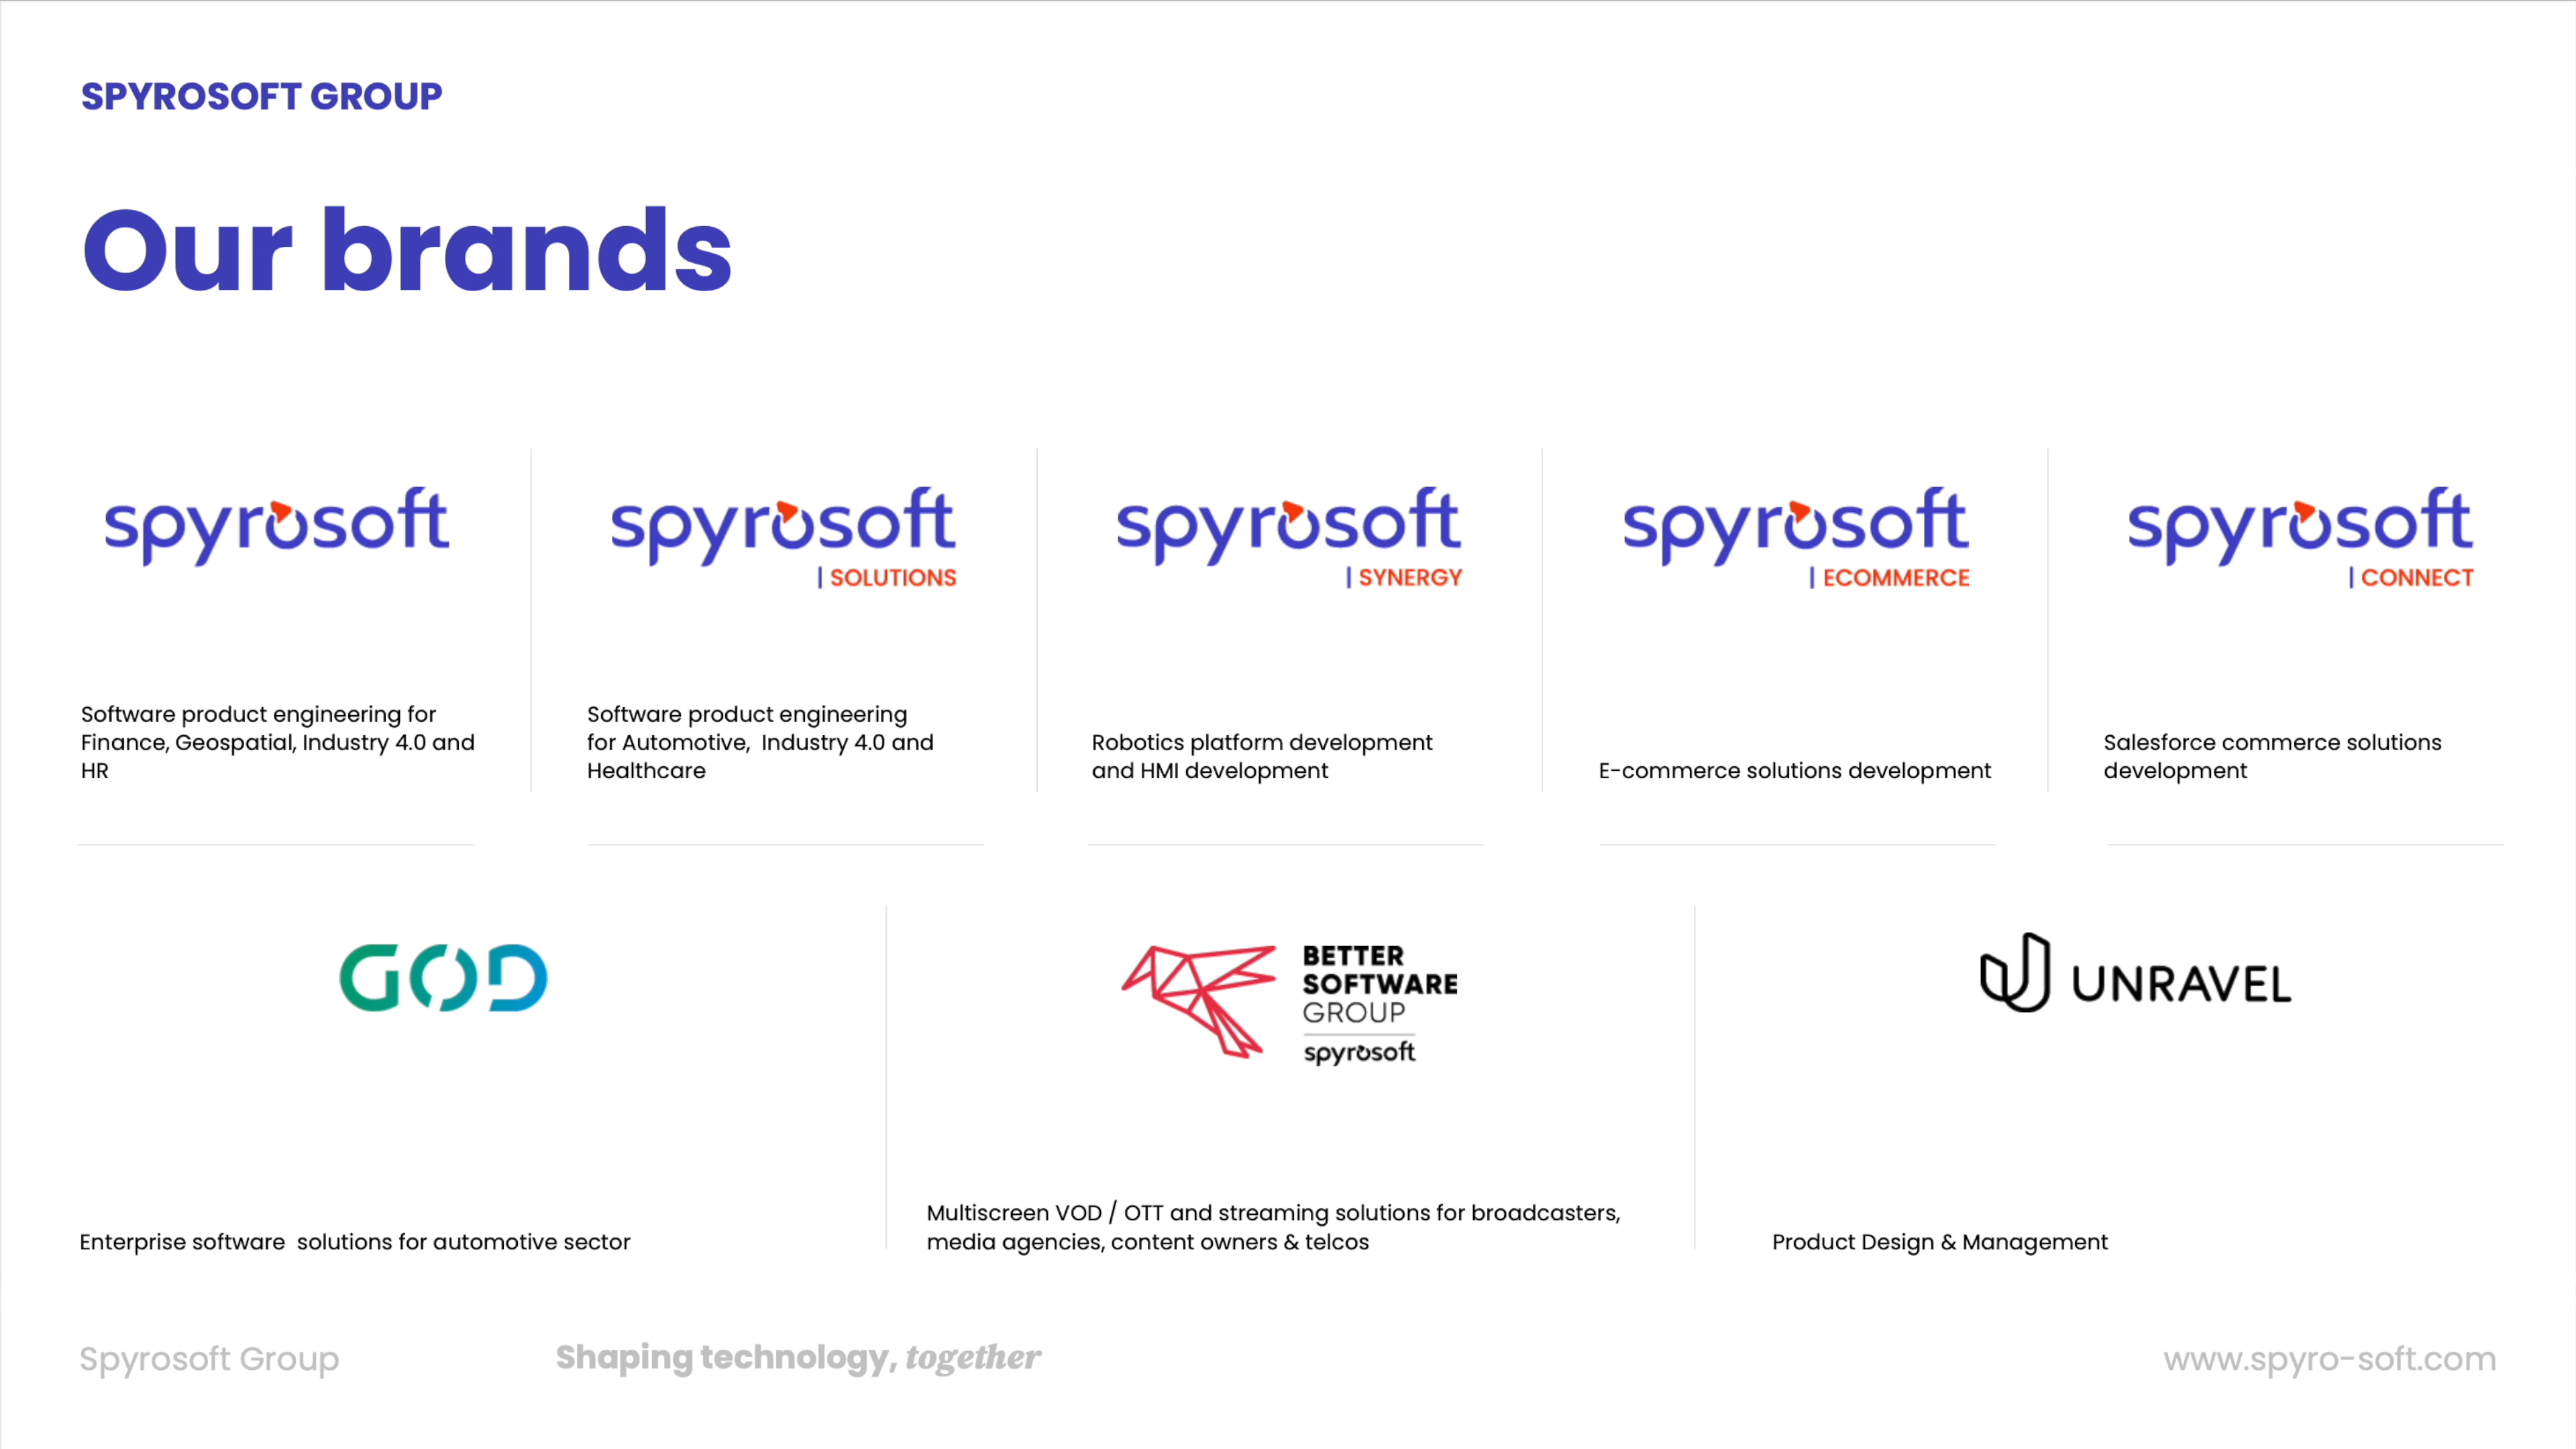 SPYROSOFT GROUP
Our brands
spyrosoft
spyrosoft
| SOLUTIONS
spyrosoft
| SYNERGY
spyrosoft
| ECOMMERCE
spyrosoft
| CONNECT
Software product engineering for
Finance, Geospatial, Industry 4.0 and
HR
Software product engineering
for Automotive,  Industry 4.0 and
Healthcare
Robotics platform development
and HMI development
E-commerce solutions development
Salesforce commerce solutions
development
GOD
BETTER
SOFTWARE
GROUP
spyrosoft
UNRAVEL
Enterprise software  solutions for automotive sector
Multiscreen VOD / OTT and streaming solutions for broadcasters,
media agencies, content owners & telcos
Product Design & Management
Spyrosoft Group
Shaping technology, together
www.spyro-soft.com